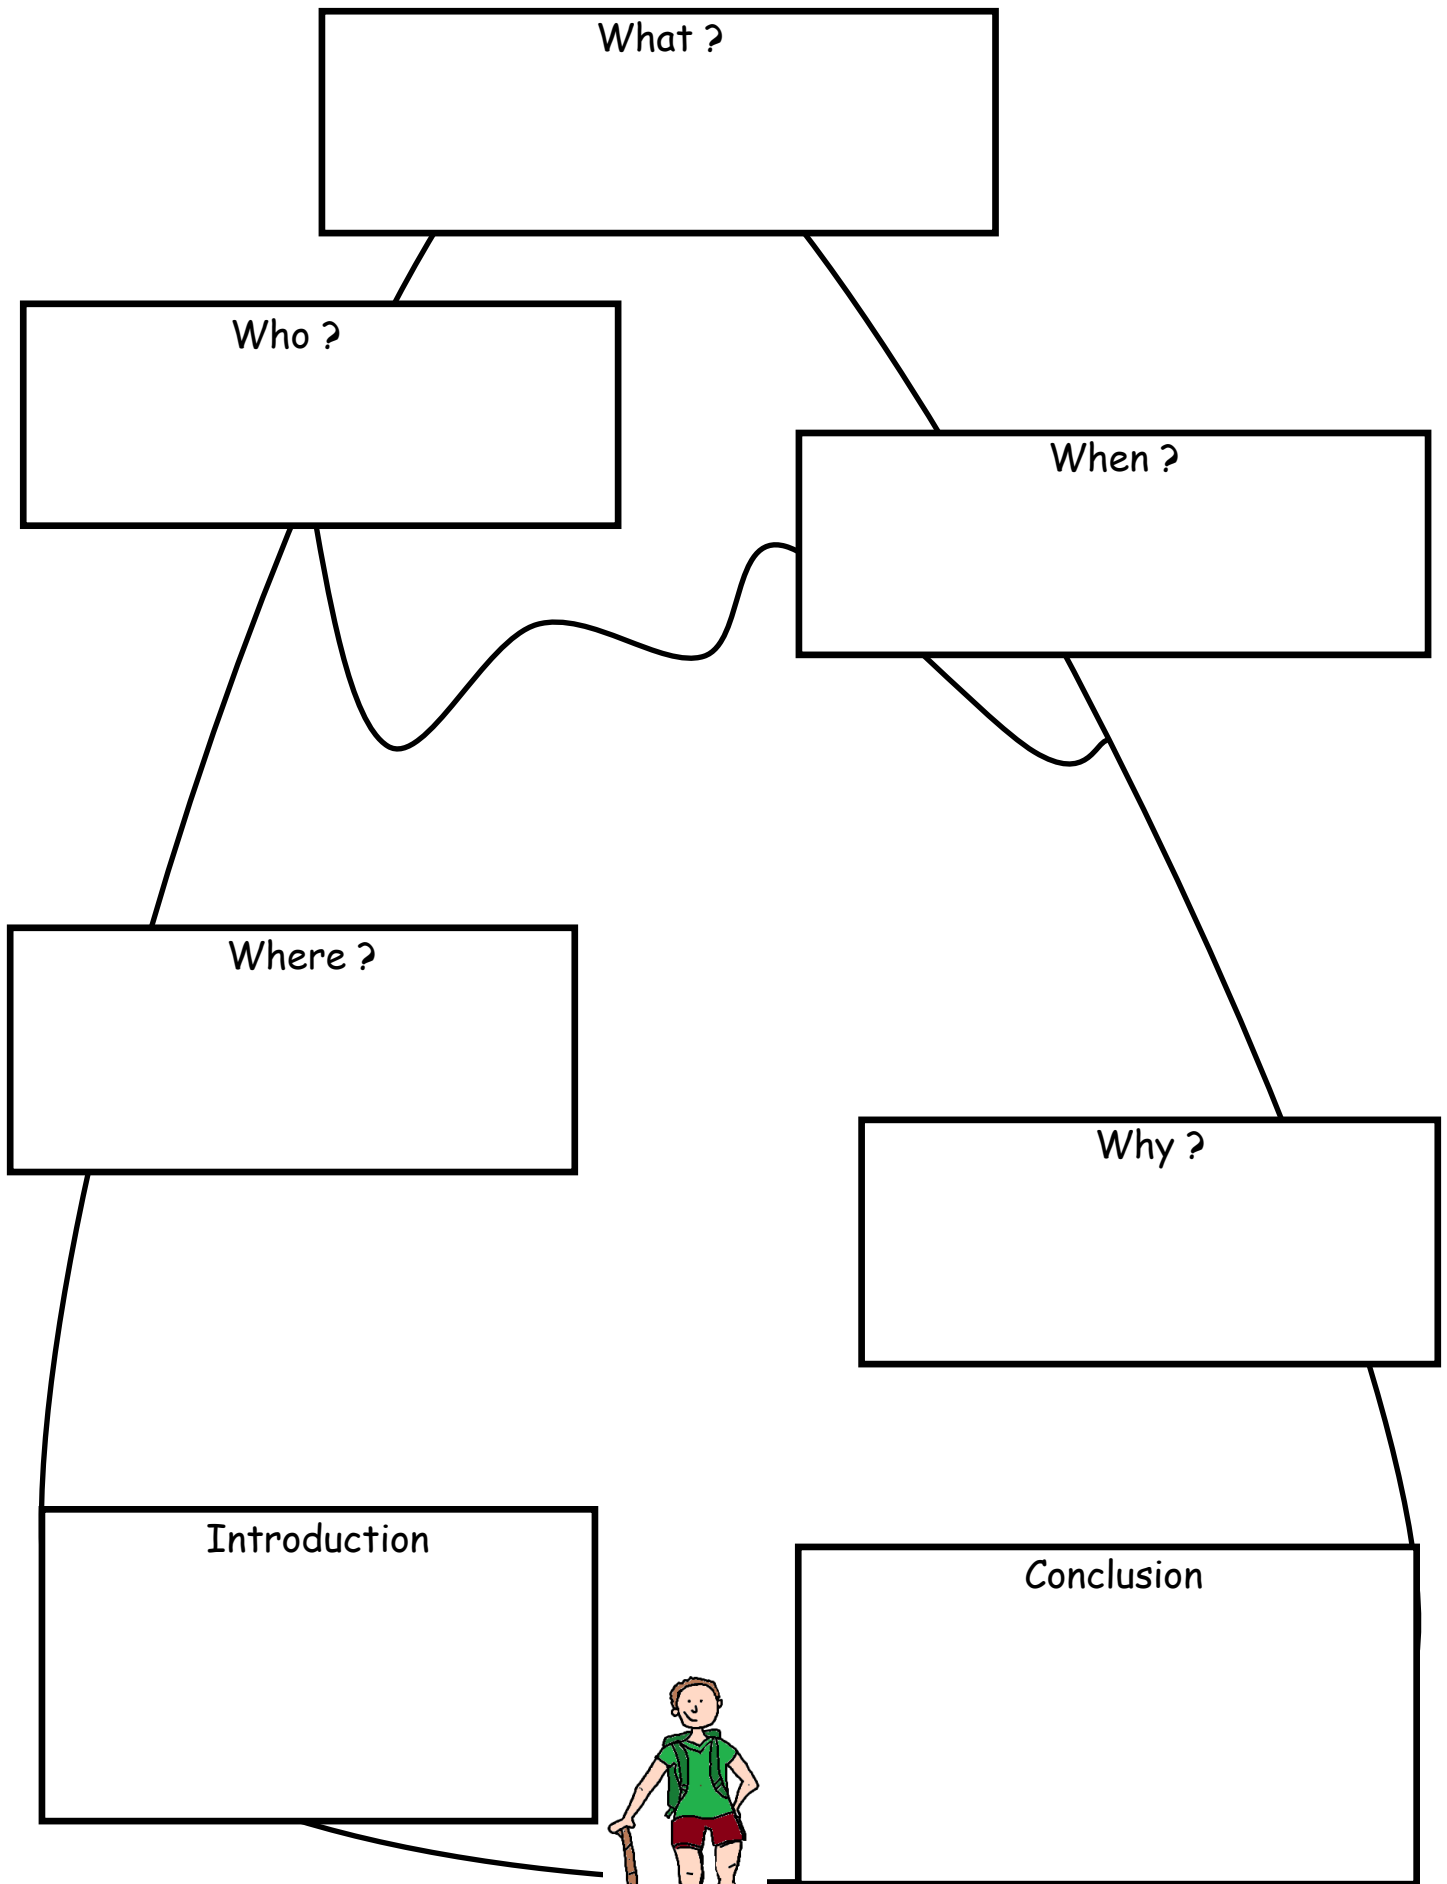 What ?
Who ?
When ?
Where ?
Why ?
Introduction
Conclusion